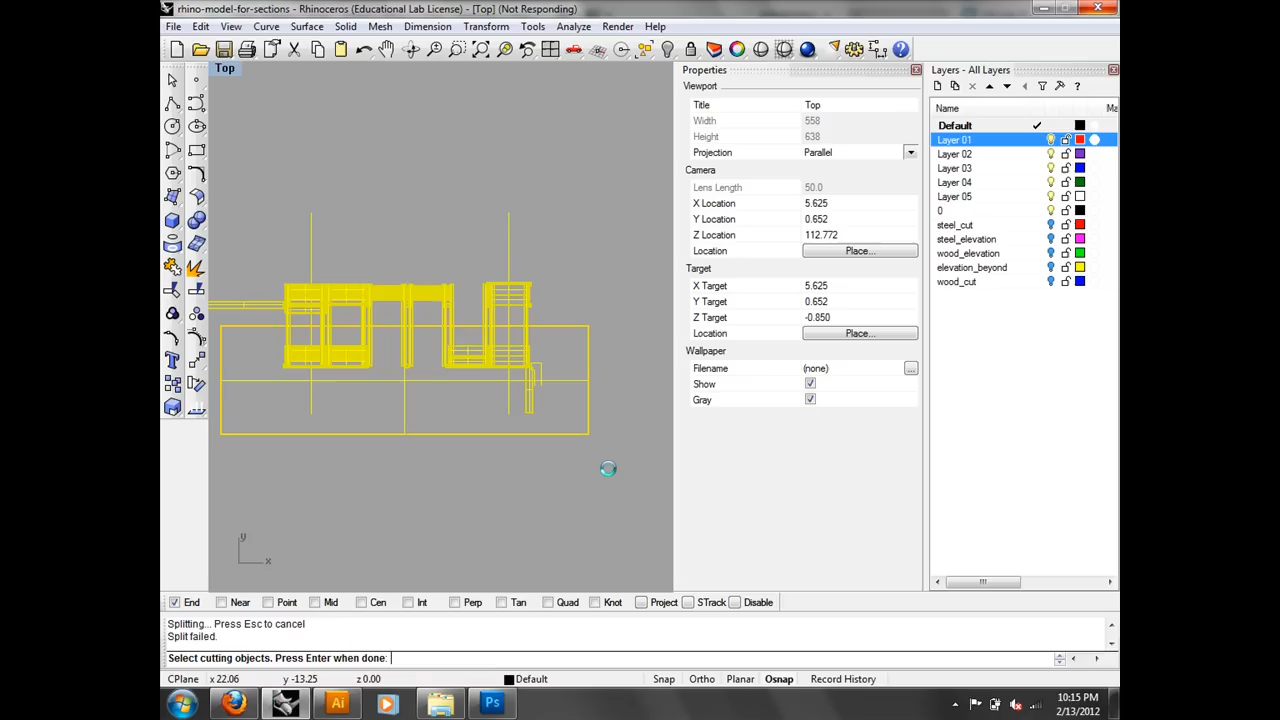 rhino-model-for-sections - Rhinoceros (Educational Lab License) - [Top] (Not Responding)
File Edit View Curve Surface Solid Mesh Dimension Transform Tools Analyze Render Help
Top
Properties
Viewport
Title Top
Width 558
Height 638
Projection Parallel
Camera
Lens Length 50.0
X Location 5.625
Y Location 0.652
Z Location 112.772
Location Place...
Target
X Target 5.625
Y Target 0.652
Z Target -0.850
Location Place...
Wallpaper
Filename (none) ...
Show
Gray
Layers - All Layers
Name Ma
Default
Layer 01
Layer 02
Layer 03
Layer 04
Layer 05
0
steel_cut
steel_elevation
wood_elevation
elevation_beyond
wood_cut
y
x
End Near Point Mid Cen Int Perp Tan Quad Knot Project STrack Disable
Splitting... Press Esc to cancel
Split failed.
Select cutting objects. Press Enter when done:
CPlane x 22.06 y -13.25 z 0.00 Default Snap Ortho Planar Osnap Record History
Ai Ps
10:15 PM
2/13/2012